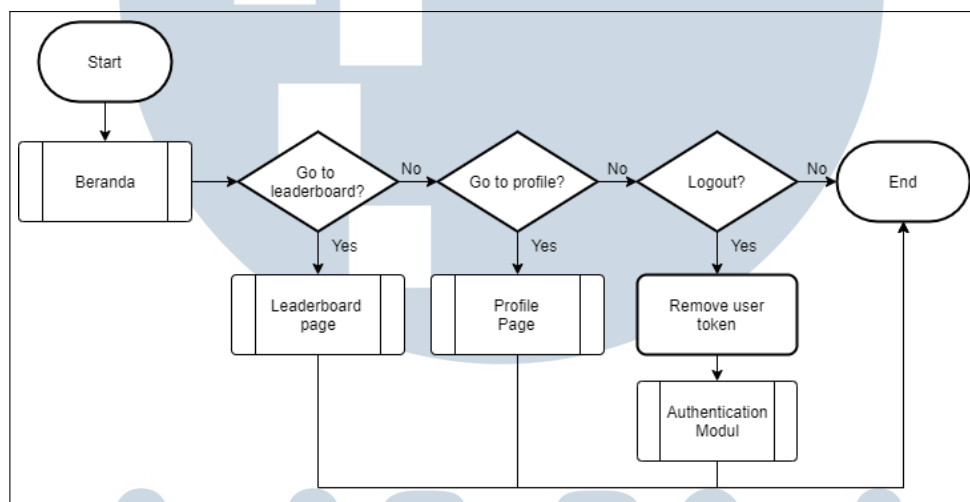 Start
Beranda
Go to
leaderboard?
No
Go to profile?
No
Logout?
No
End
Yes
Yes
Yes
Leaderboard
page
Profile
Page
Remove user
token
Authentication
Modul